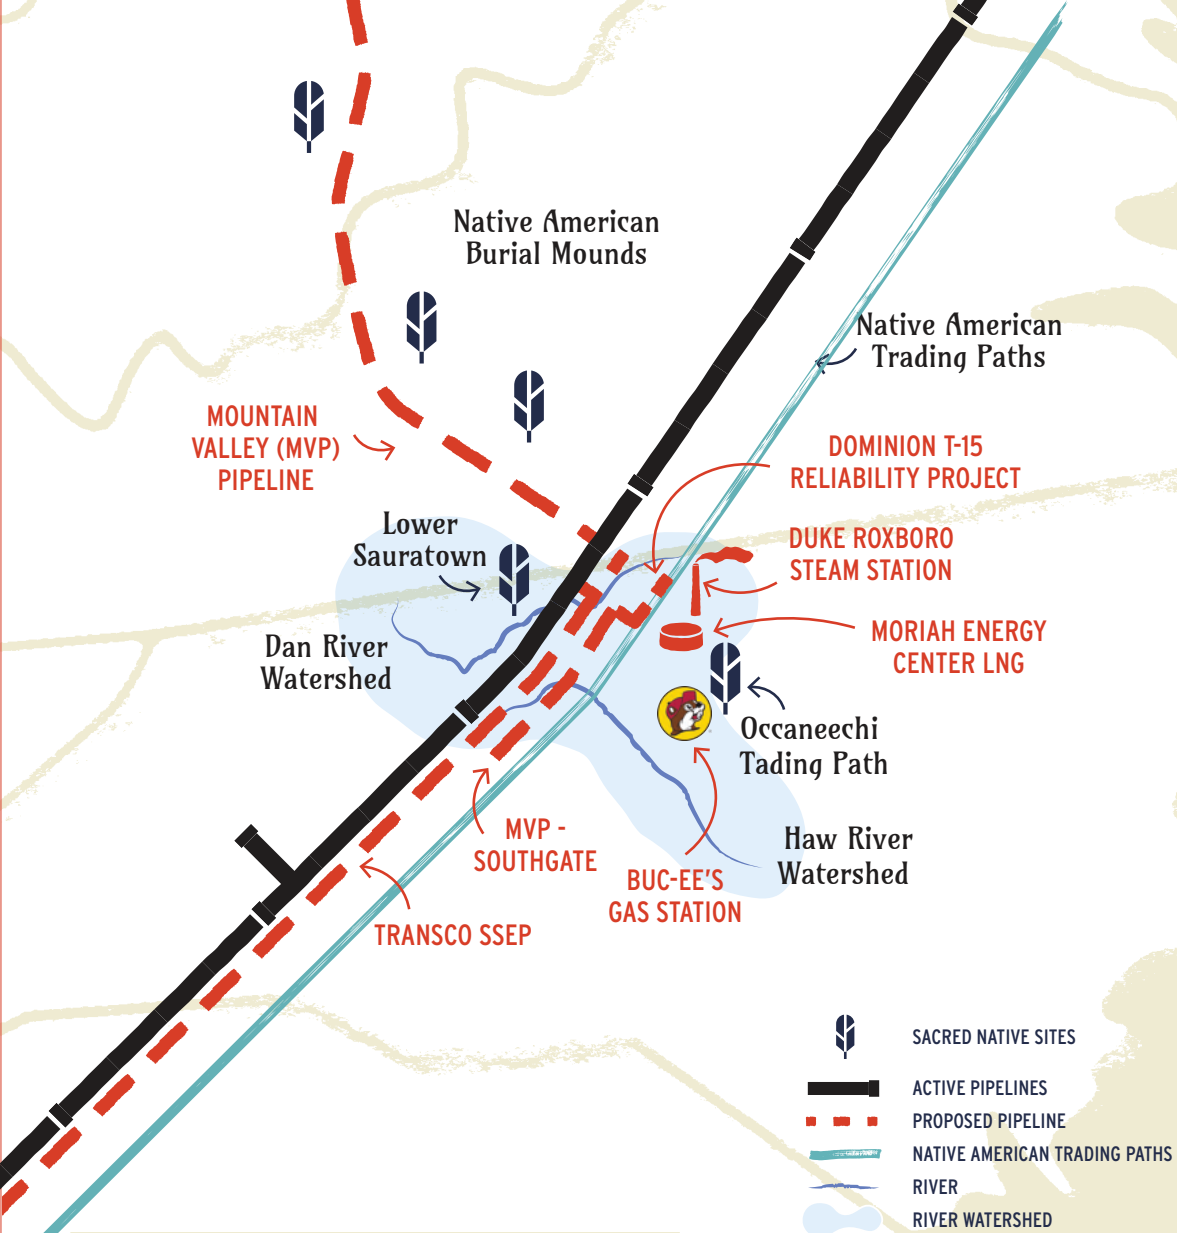 Native American
Burial Mounds
Native American
Trading Paths
MOUNTAIN
VALLEY (MVP)
PIPELINE
DOMINION T-15
RELIABILITY PROJECT
Lower
Sauratown
DUKE ROXBORO
STEAM STATION
Dan River
Watershed
MORIAH ENERGY
CENTER LNG
Occaneechi
Tading Path
MVP -
SOUTHGATE
Haw River
Watershed
BUC-EE'S
GAS STATION
TRANSCO SSEP
SACRED NATIVE SITES
ACTIVE PIPELINES
PROPOSED PIPELINE
NATIVE AMERICAN TRADING PATHS
RIVER
RIVER WATERSHED